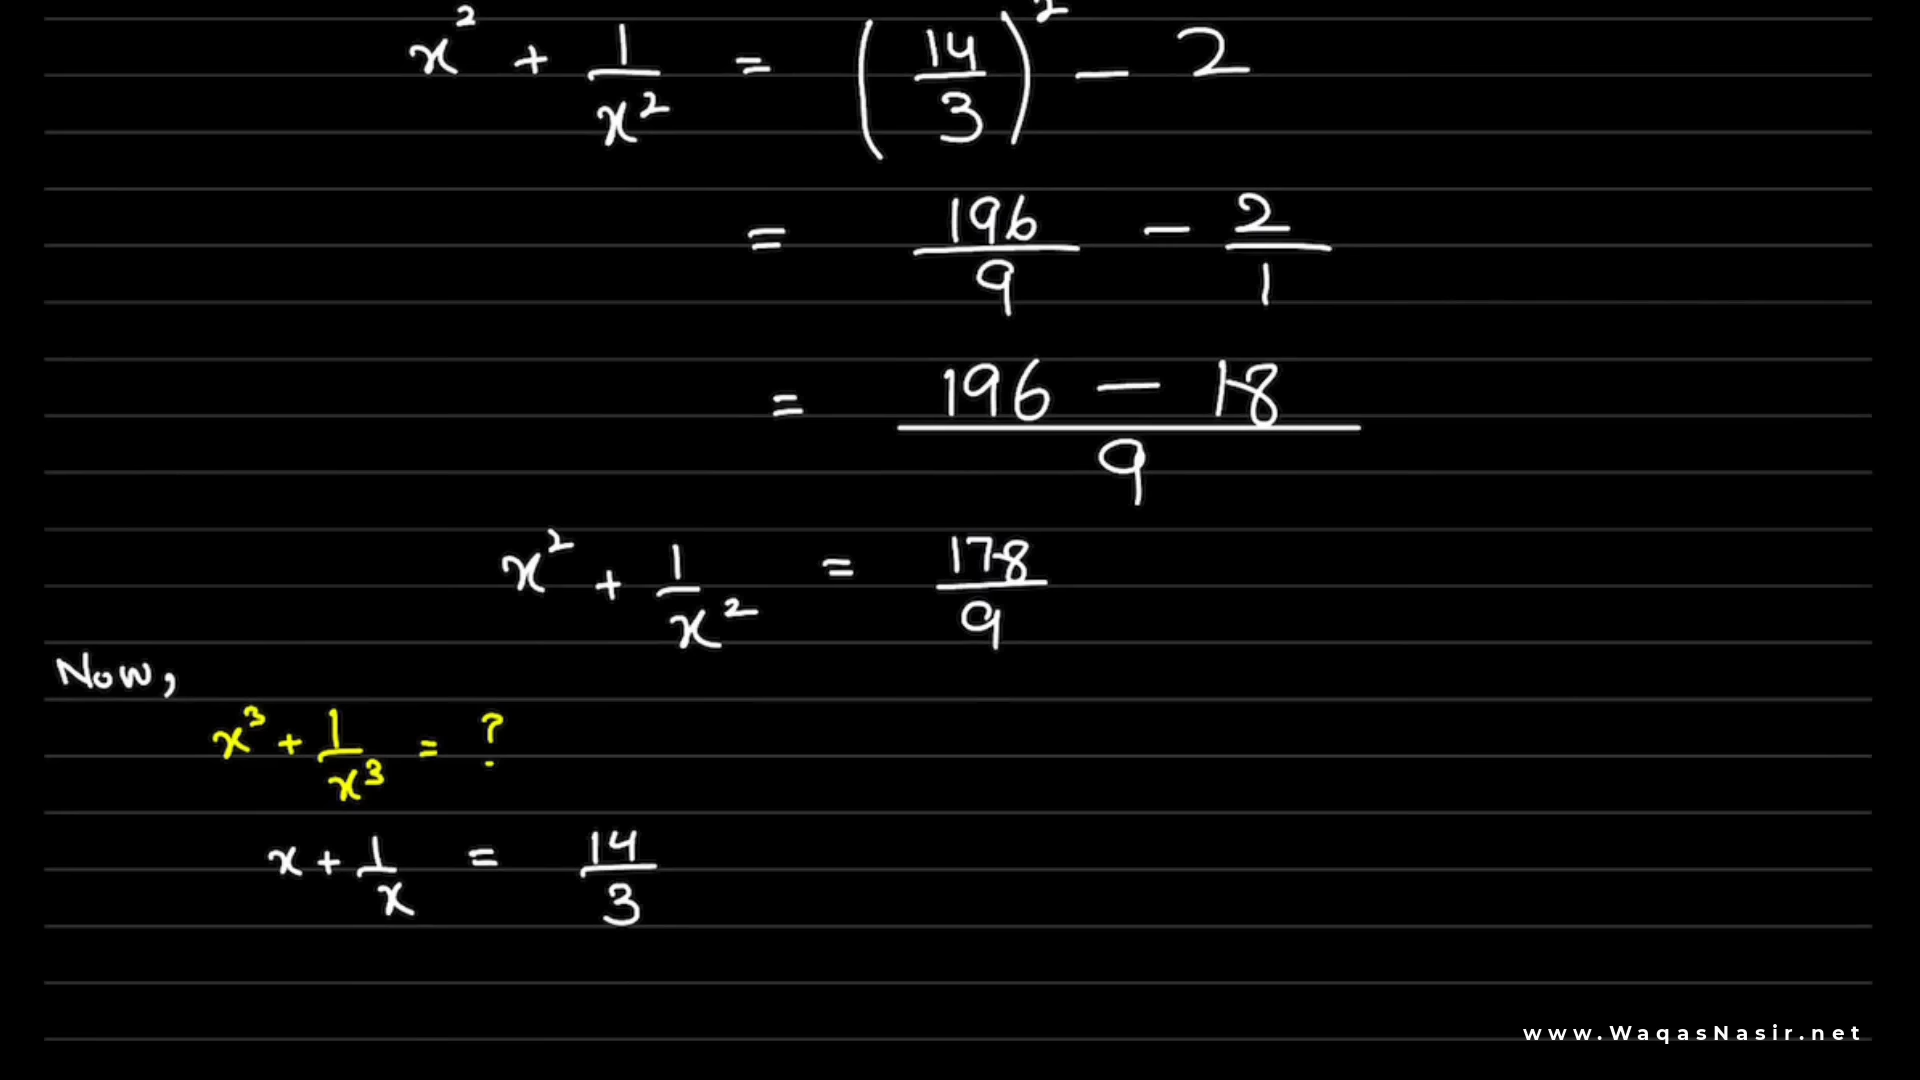 x² + 1/x² = (14/3)² − 2
= 196/9 − 2/1
= 196 − 18 / 9
x² + 1/x² = 178/9
Now,
x³ + 1/x³ = ?
x + 1/x = 14/3
www.WaqasNasir.net